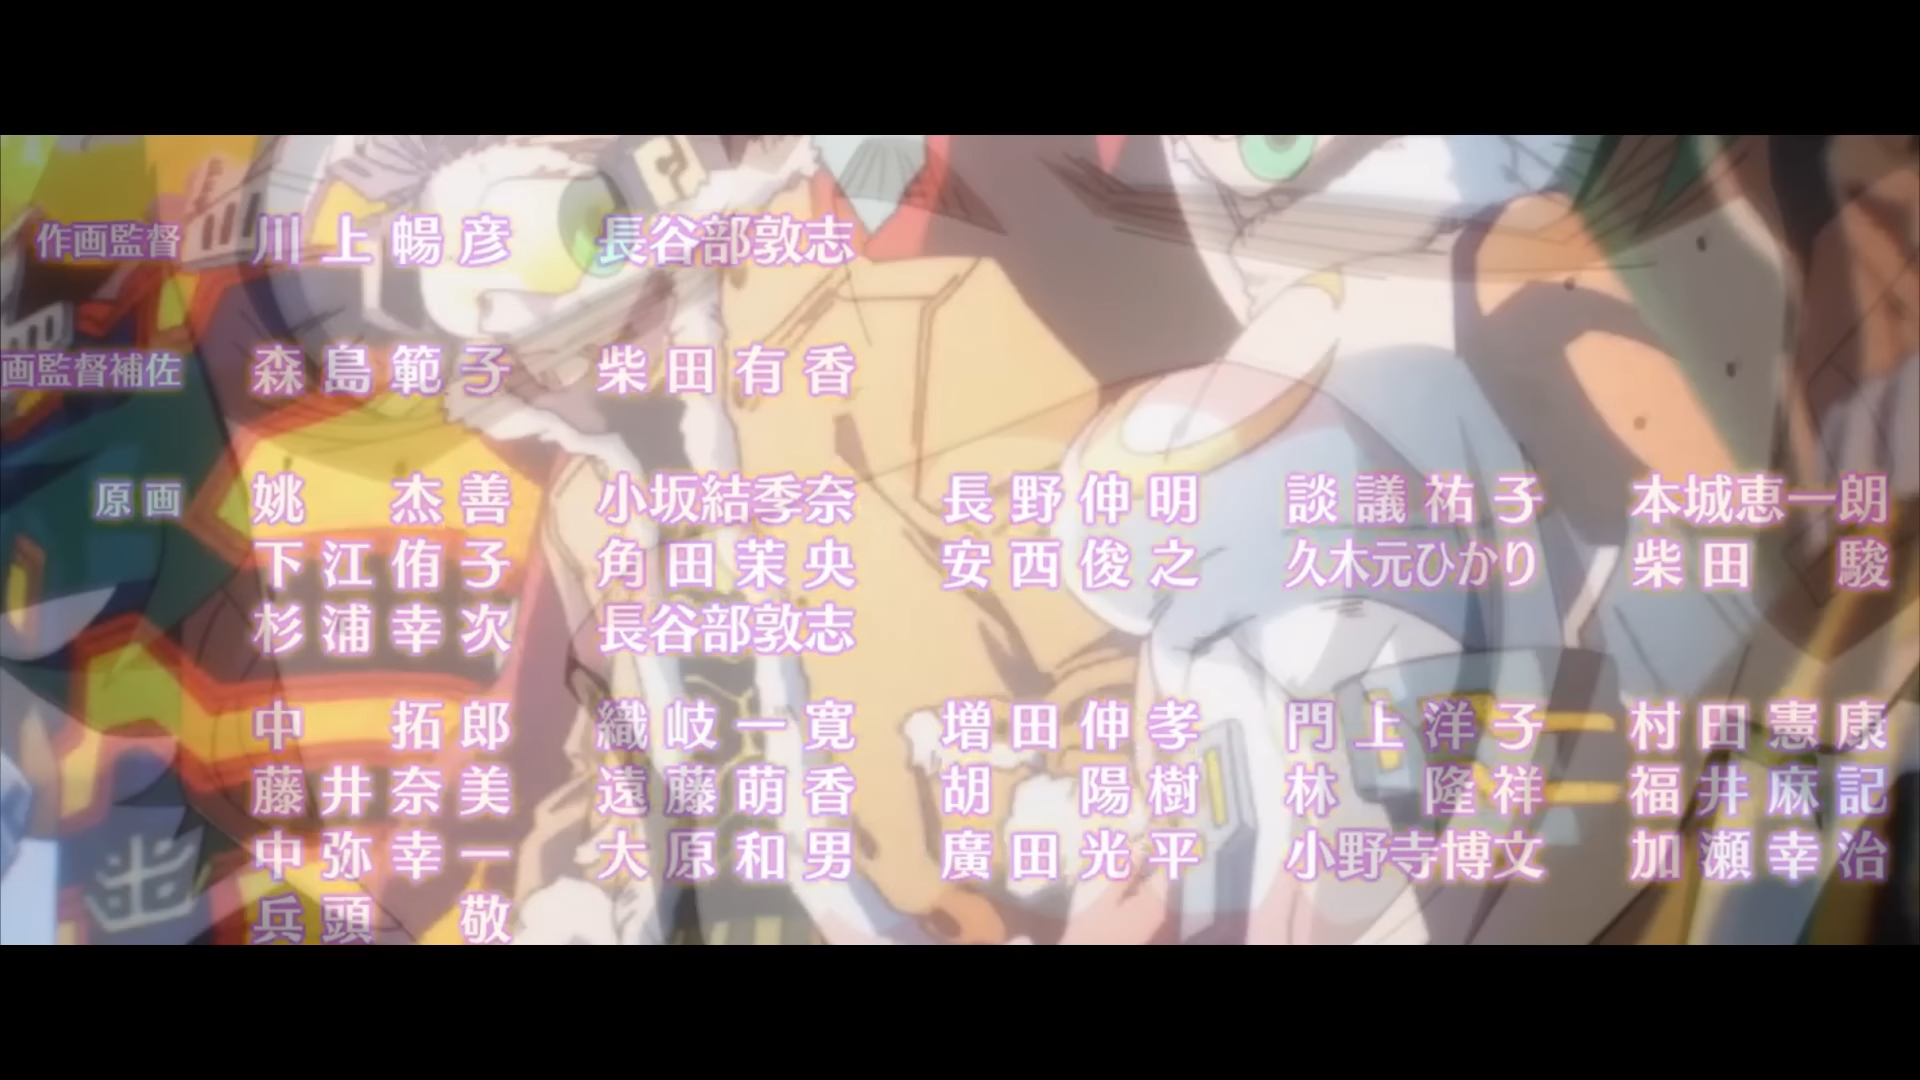 作画監督 川上暢彦 長谷部敦志
画監督補佐 森島範子 柴田有香
原画 姚 杰善 小坂結季奈 長野伸明 談議祐子 本城恵一朗
下江侑子 角田茉央 安西俊之 久木元ひかり 柴田 駿
杉浦幸次 長谷部敦志
中 拓郎 織岐一寛 増田伸孝 門上洋子 村田憲康
藤井奈美 遠藤萌香 胡 陽樹 林 隆祥 福井麻記
中弥幸一 大原和男 廣田光平 小野寺博文 加瀬幸治
兵頭 敬